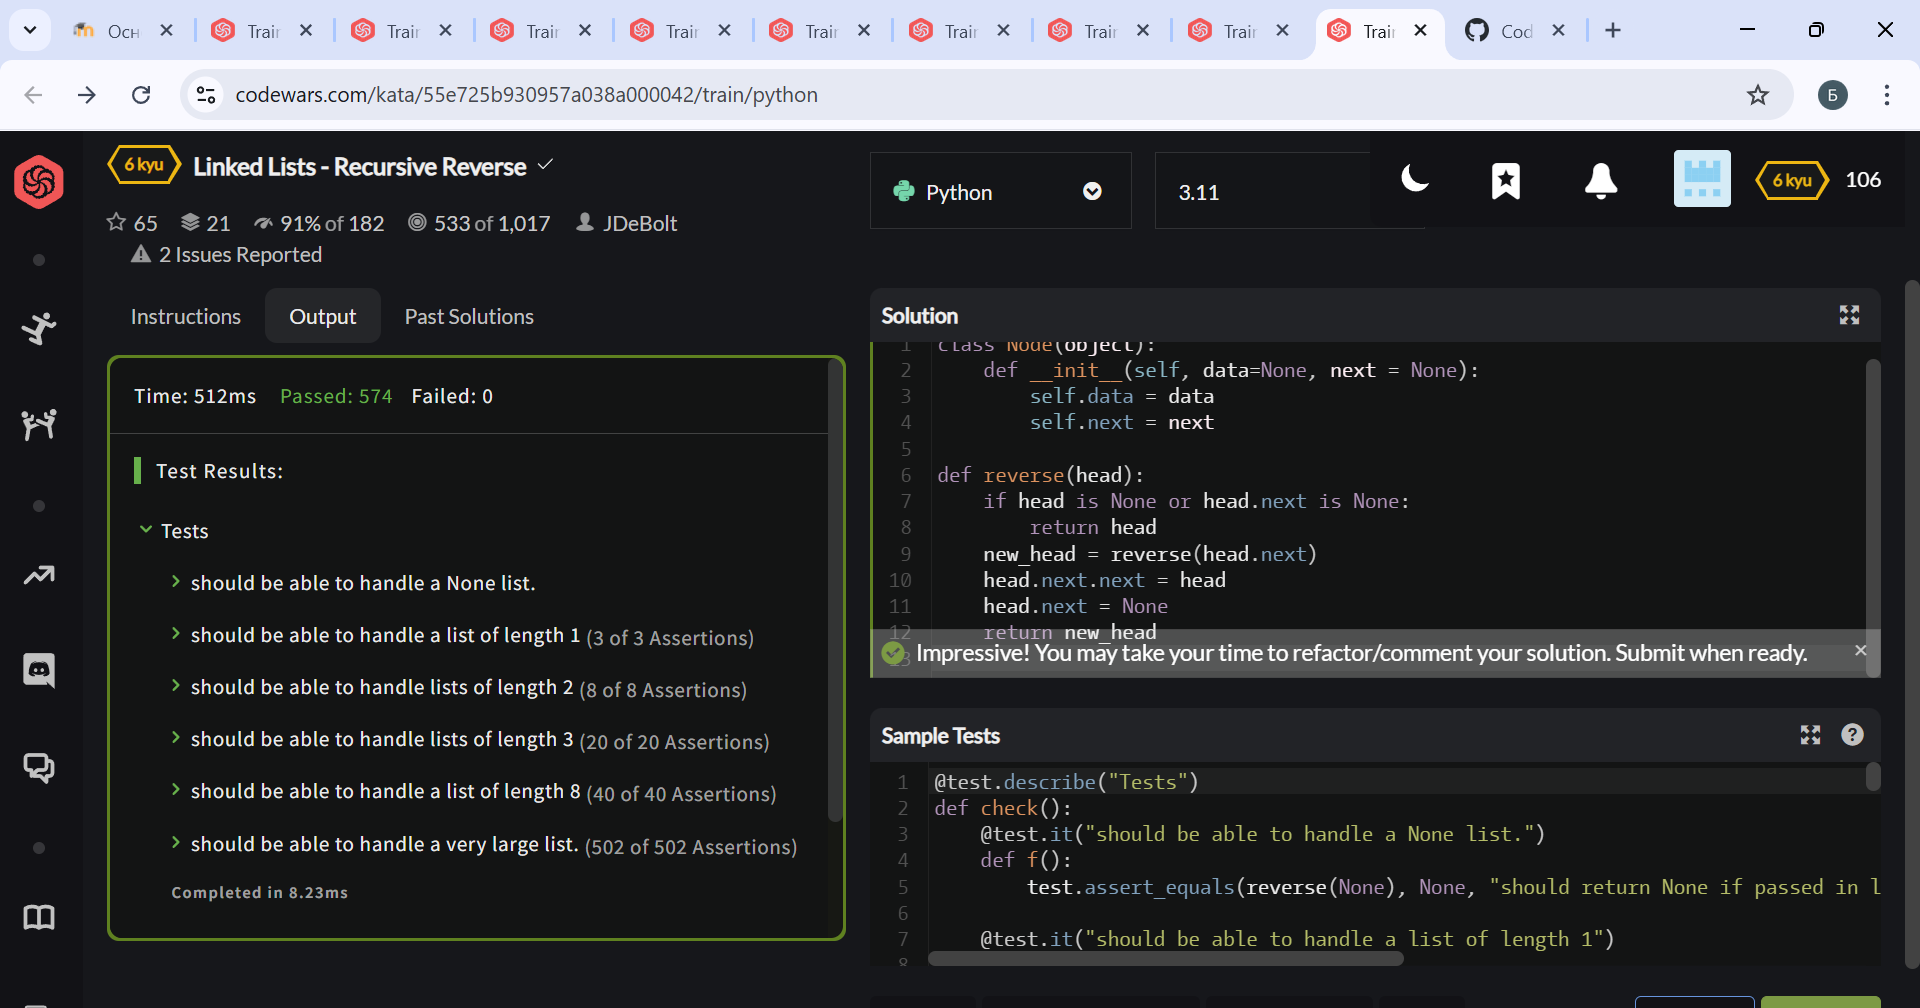 Осн
Train
Train
Train
Train
Train
Train
Train
Train
Train
Cod
codewars.com/kata/55e725b930957a038a000042/train/python
Б
6 kyu
Linked Lists - Recursive Reverse
65
21
91% of 182
533 of 1,017
JDeBolt
2 Issues Reported
Python
3.11
6 kyu
106
Instructions
Output
Past Solutions
Time: 512ms Passed: 574 Failed: 0
Test Results:
Tests
should be able to handle a None list.
should be able to handle a list of length 1 (3 of 3 Assertions)
should be able to handle lists of length 2 (8 of 8 Assertions)
should be able to handle lists of length 3 (20 of 20 Assertions)
should be able to handle a list of length 8 (40 of 40 Assertions)
should be able to handle a very large list. (502 of 502 Assertions)
Completed in 8.23ms
Solution
1 class Node(object):
2 def __init__(self, data=None, next = None):
3 self.data = data
4 self.next = next
5
6 def reverse(head):
7 if head is None or head.next is None:
8 return head
9 new_head = reverse(head.next)
10 head.next.next = head
11 head.next = None
12 return new_head
13
Impressive! You may take your time to refactor/comment your solution. Submit when ready.
Sample Tests
?
1 @test.describe("Tests")
2 def check():
3 @test.it("should be able to handle a None list.")
4 def f():
5 test.assert_equals(reverse(None), None, "should return None if passed in l
6
7 @test.it("should be able to handle a list of length 1")
8